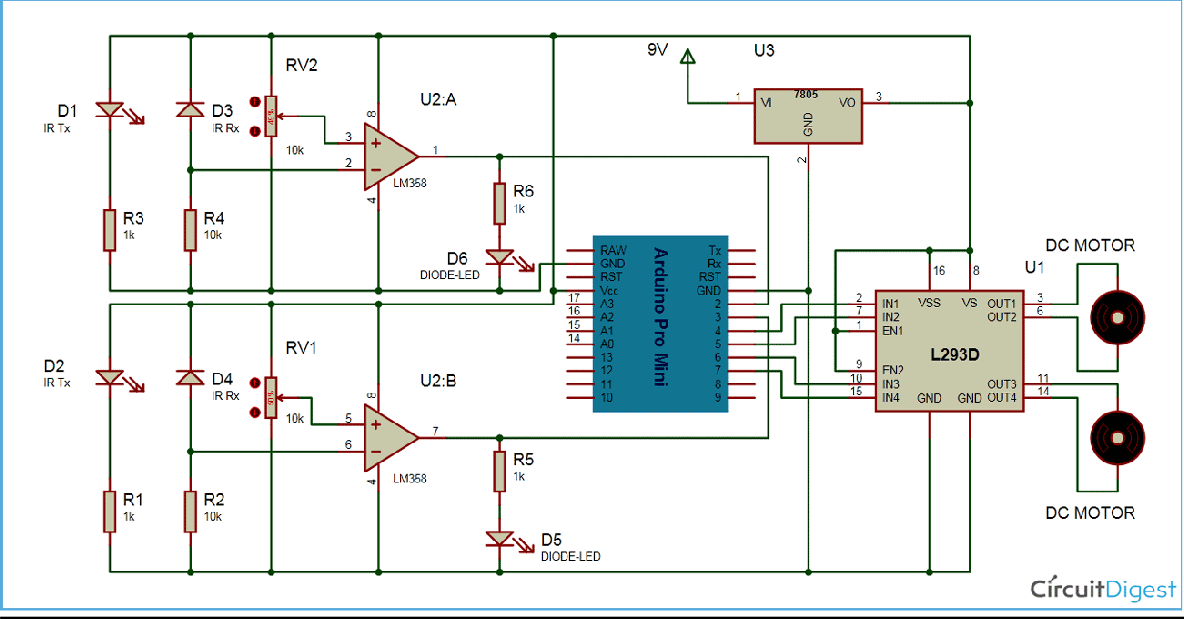 9V
U3
7805
VI
VO
GND
1
3
2
D1
IR Tx
D3
IR Rx
RV2
10k
U2:A
8
3
2
1
4
LM358
R3
1k
R4
10k
R6
1k
D6
DIODE-LED
D2
IR Tx
D4
IR Rx
RV1
10k
U2:B
8
5
6
7
4
LM358
R1
1k
R2
10k
R5
1k
D5
DIODE-LED
Arduino Pro Mini
RAW
GND
RST
Vcc
17 A3
16 A2
15 A1
14 A0
13
12
11
10
Tx
Rx
RST
GND
2
3
4
5
6
7
8
9
U1
L293D
16
8
VSS
VS
2 IN1
7 IN2
1 EN1
9 EN2
10 IN3
15 IN4
OUT1 3
OUT2 6
OUT3 11
OUT4 14
GND
GND
DC MOTOR
DC MOTOR
CircuitDigest